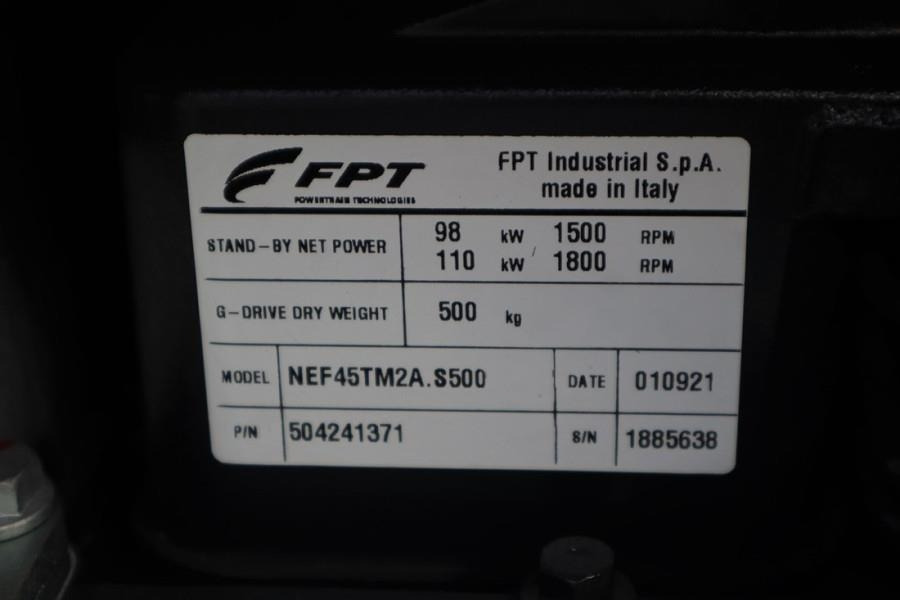 FPT
POWERTRAIN TECHNOLOGIES
FPT Industrial S.p.A.
made in Italy
STAND-BY NET POWER
98 kW 1500 RPM
110 kW 1800 RPM
G-DRIVE DRY WEIGHT 500 kg
MODEL NEF45TM2A.S500 DATE 010921
P/N 504241371 S/N 1885638